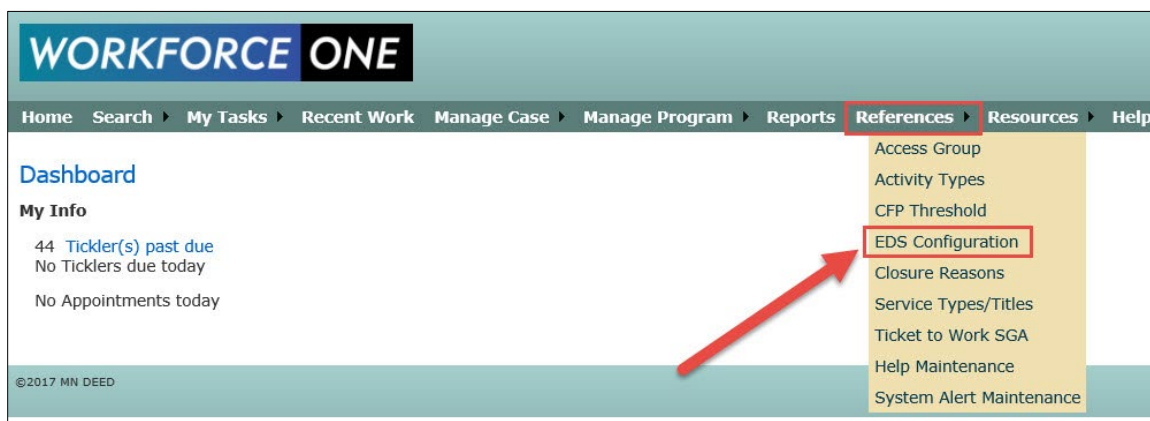 WORKFORCE ONE
Home Search My Tasks Recent Work Manage Case Manage Program Reports References Resources Help
Access Group
Dashboard
Activity Types
My Info
CFP Threshold
44 Tickler(s) past due
EDS Configuration
No Ticklers due today
Closure Reasons
No Appointments today
Service Types/Titles
Ticket to Work SGA
Help Maintenance
©2017 MN DEED
System Alert Maintenance